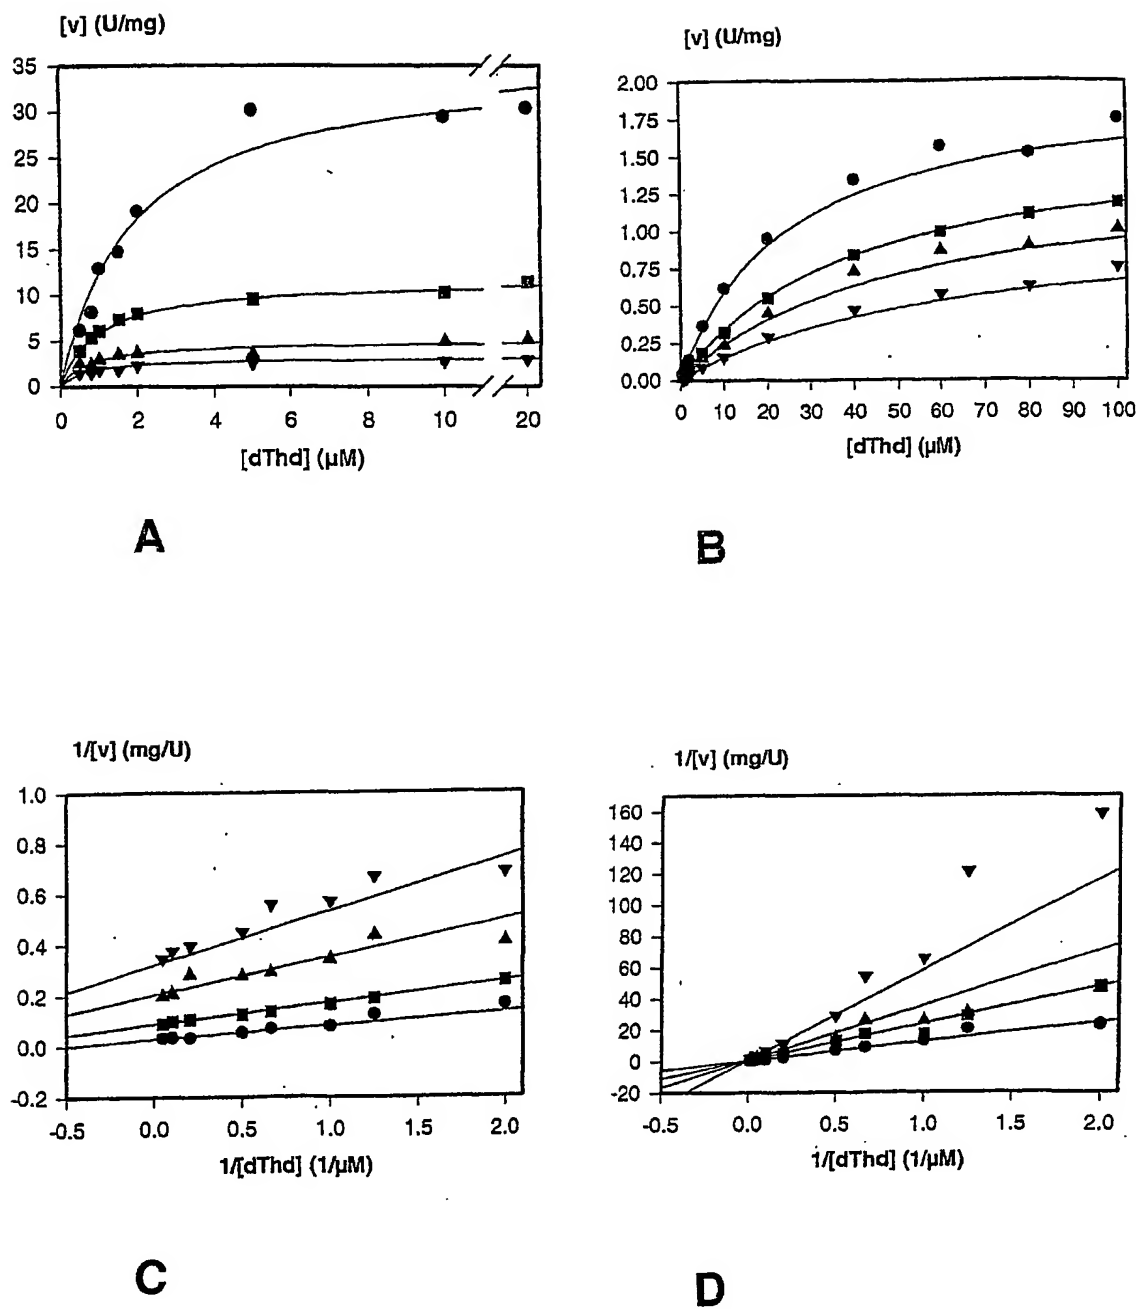 [v] (U/mg)
35
30
25
20
15
10
5
0
0 2 4 6 8 10 20
[dThd] (µM)
A
[v] (U/mg)
2.00
1.75
1.50
1.25
1.00
0.75
0.50
0.25
0.00
0 10 20 30 40 50 60 70 80 90 100
[dThd] (µM)
B
1/[v] (mg/U)
1.0
0.8
0.6
0.4
0.2
0.0
-0.2
-0.5 0.0 0.5 1.0 1.5 2.0
1/[dThd] (1/µM)
C
1/[v] (mg/U)
160
140
120
100
80
60
40
20
0
-20
-0.5 0.0 0.5 1.0 1.5 2.0
1/[dThd] (1/µM)
D